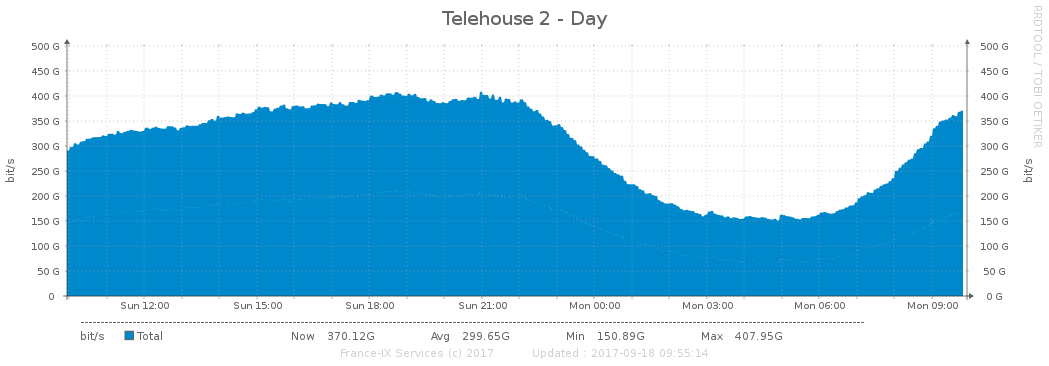 Telehouse 2 - Day
RRDTOOL / TOBI OETIKER
500 G 500 G
450 G 450 G
400 G 400 G
350 G 350 G
300 G 300 G
250 G 250 G
200 G 200 G
150 G 150 G
100 G 100 G
50 G 50 G
0 0 G
bit/s bit/s
Sun 12:00 Sun 15:00 Sun 18:00 Sun 21:00 Mon 00:00 Mon 03:00 Mon 06:00 Mon 09:00
bit/s Total Now 370.12G Avg 299.65G Min 150.89G Max 407.95G
France-IX Services (c) 2017 Updated : 2017-09-18 09:55:14